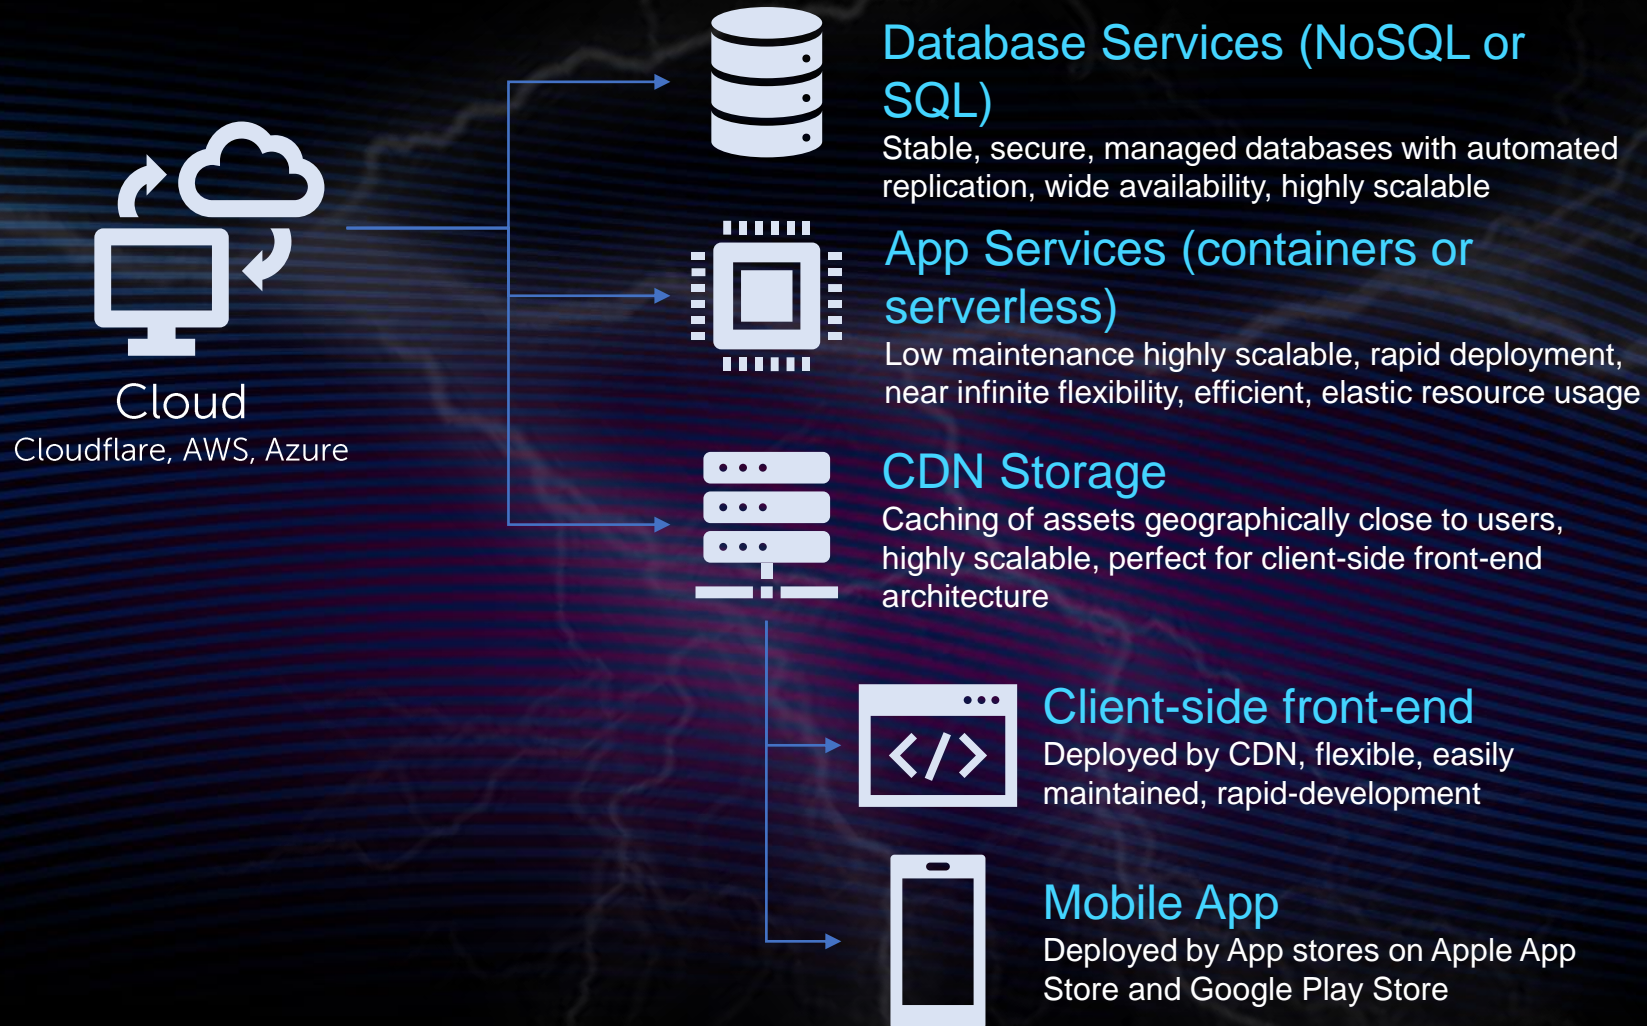 Cloud
Cloudflare, AWS, Azure
Database Services (NoSQL or
SQL)
Stable, secure, managed databases with automated
replication, wide availability, highly scalable
App Services (containers or
serverless)
Low maintenance highly scalable, rapid deployment,
near infinite flexibility, efficient, elastic resource usage
CDN Storage
Caching of assets geographically close to users,
highly scalable, perfect for client-side front-end
architecture
</>
Client-side front-end
Deployed by CDN, flexible, easily
maintained, rapid-development
Mobile App
Deployed by App stores on Apple App
Store and Google Play Store